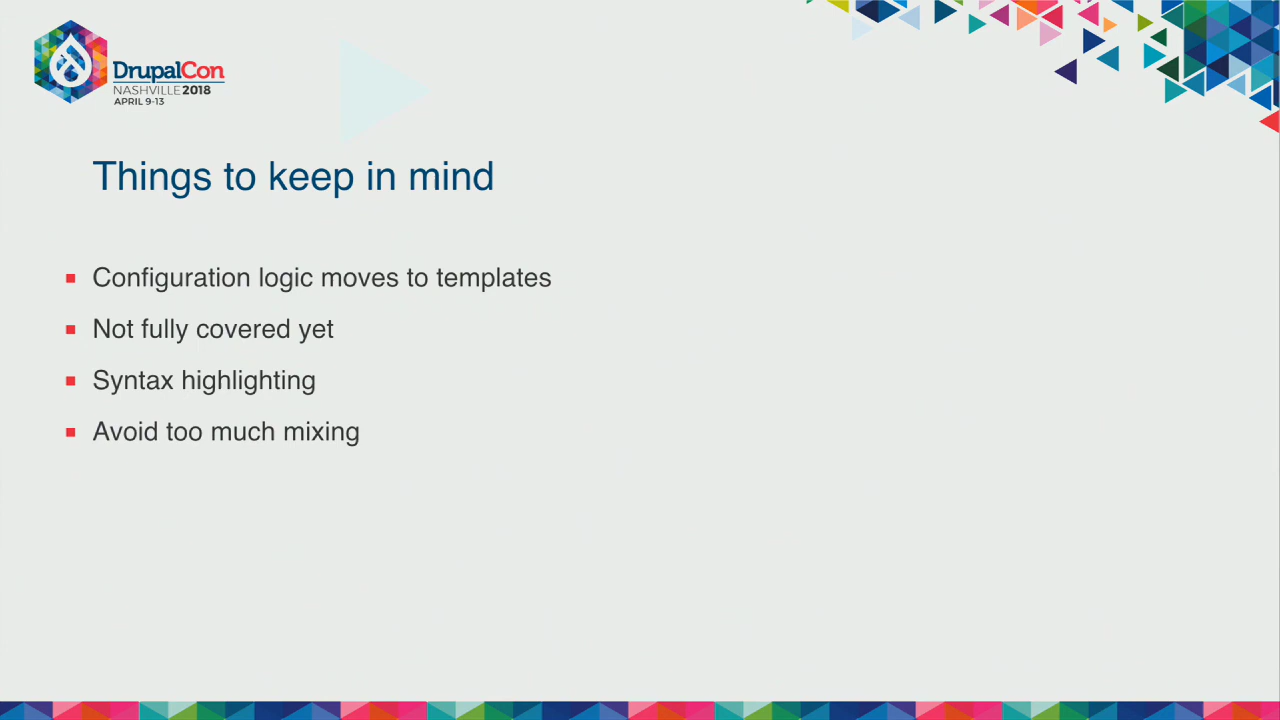 DrupalCon
NASHVILLE 2018
APRIL 9-13
Things to keep in mind
Configuration logic moves to templates
Not fully covered yet
Syntax highlighting
Avoid too much mixing